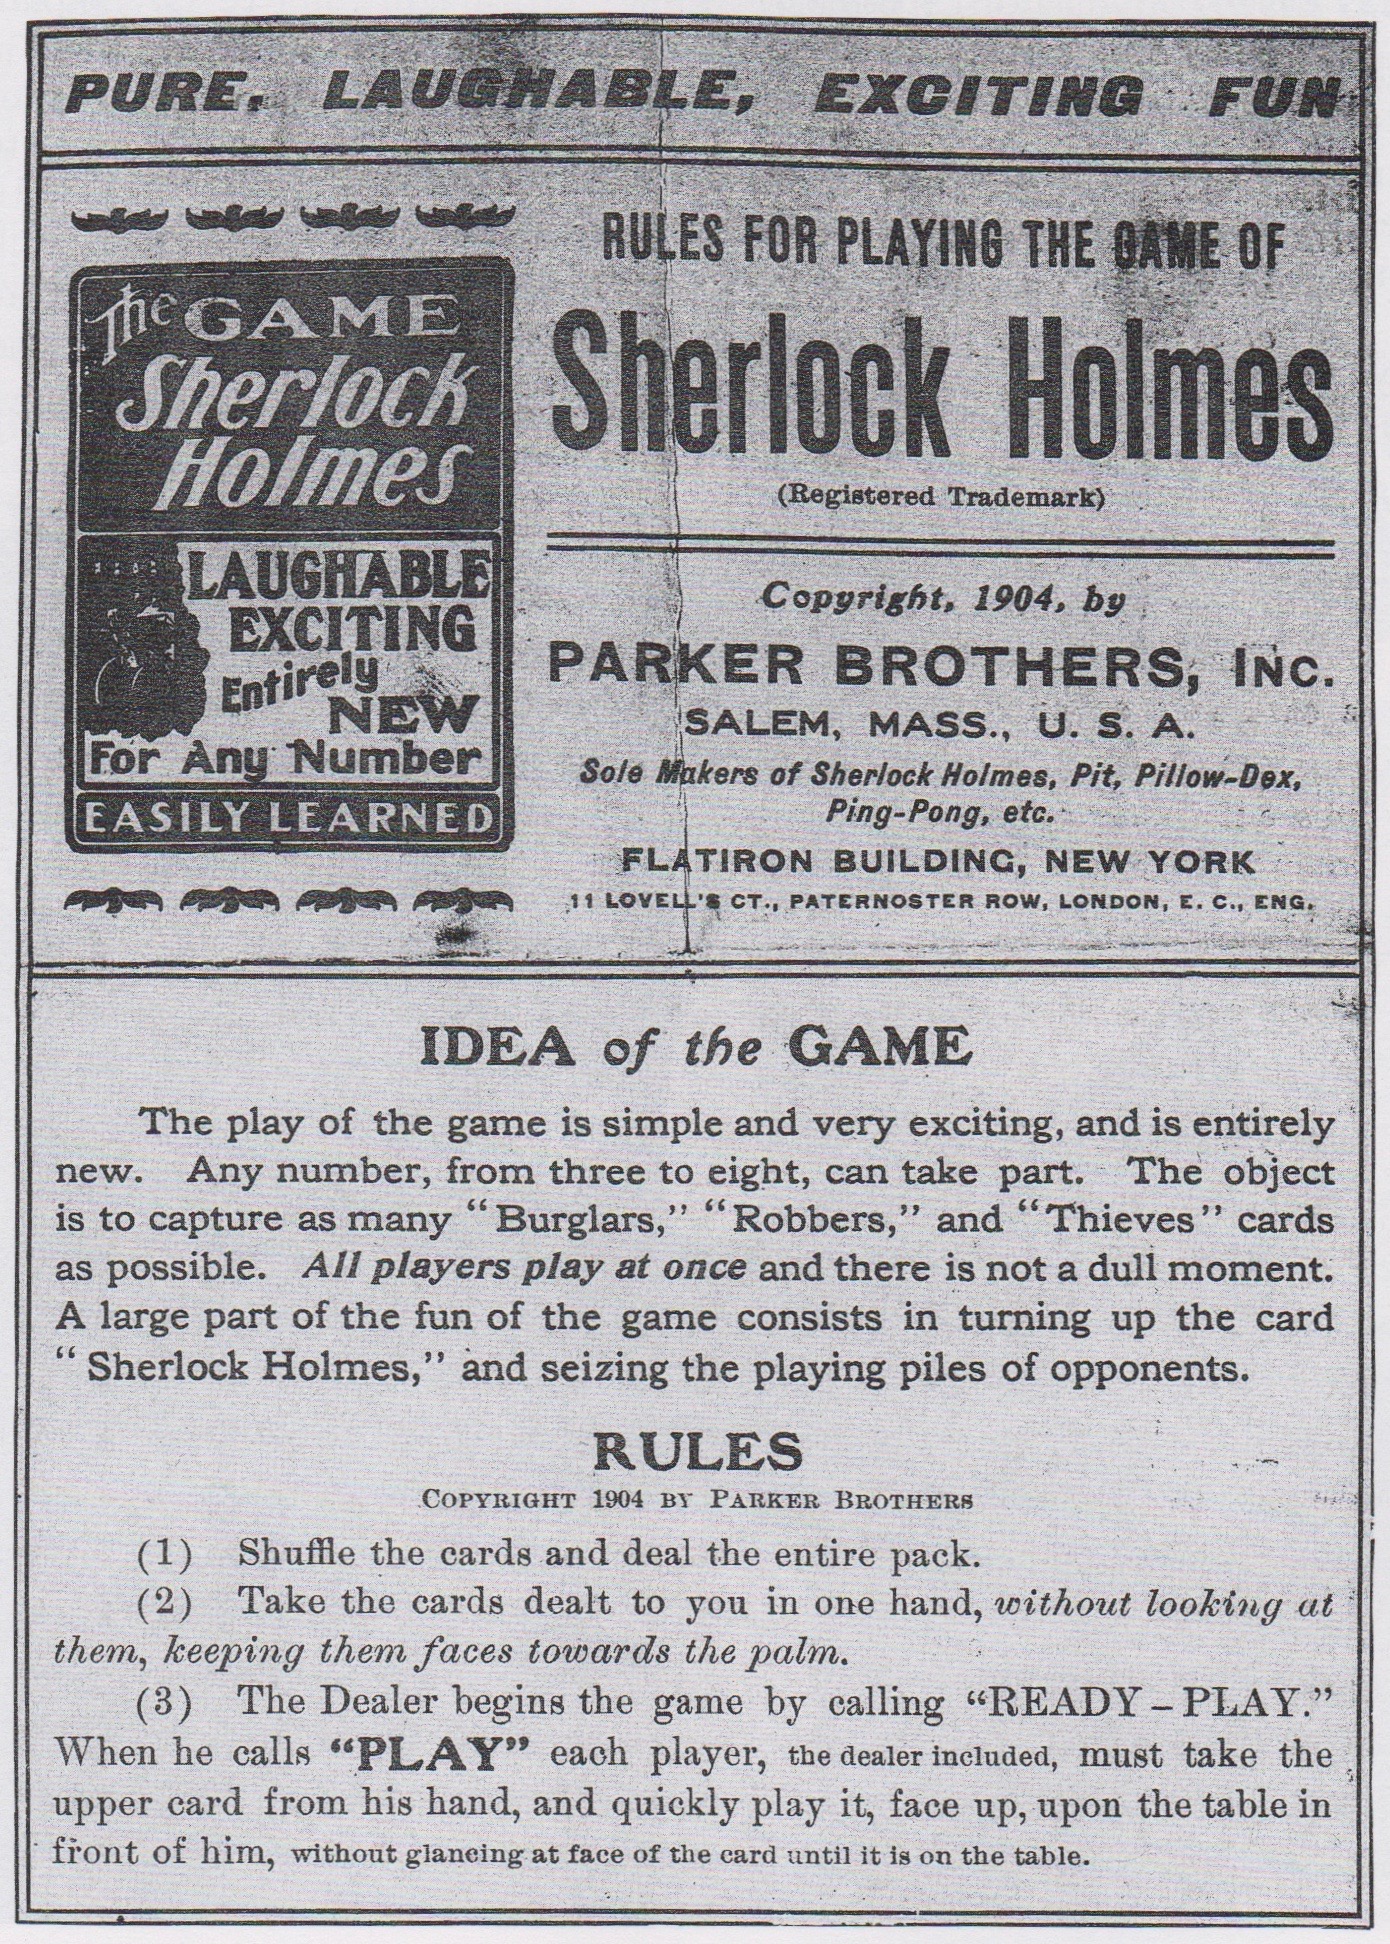 PURE, LAUGHABLE, EXCITING FUN
The GAME
Sherlock
Holmes
LAUGHABLE
EXCITING
Entirely
NEW
For Any Number
EASILY LEARNED
RULES FOR PLAYING THE GAME OF
Sherlock Holmes
(Registered Trademark)
Copyright, 1904, by
PARKER BROTHERS, INC.
SALEM, MASS., U. S. A.
Sole Makers of Sherlock Holmes, Pit, Pillow-Dex,
Ping-Pong, etc.
FLATIRON BUILDING, NEW YORK
11 LOVELL'S CT., PATERNOSTER ROW, LONDON, E. C., ENG.
IDEA of the GAME
The play of the game is simple and very exciting, and is entirely
new. Any number, from three to eight, can take part. The object
is to capture as many “Burglars,” “Robbers,” and “Thieves” cards
as possible. All players play at once and there is not a dull moment.
A large part of the fun of the game consists in turning up the card
“Sherlock Holmes,” and seizing the playing piles of opponents.
RULES
COPYRIGHT 1904 BY PARKER BROTHERS
(1) Shuffle the cards and deal the entire pack.
(2) Take the cards dealt to you in one hand, without looking at
them, keeping them faces towards the palm.
(3) The Dealer begins the game by calling “READY – PLAY.”
When he calls “PLAY” each player, the dealer included, must take the
upper card from his hand, and quickly play it, face up, upon the table in
front of him, without glancing at face of the card until it is on the table.